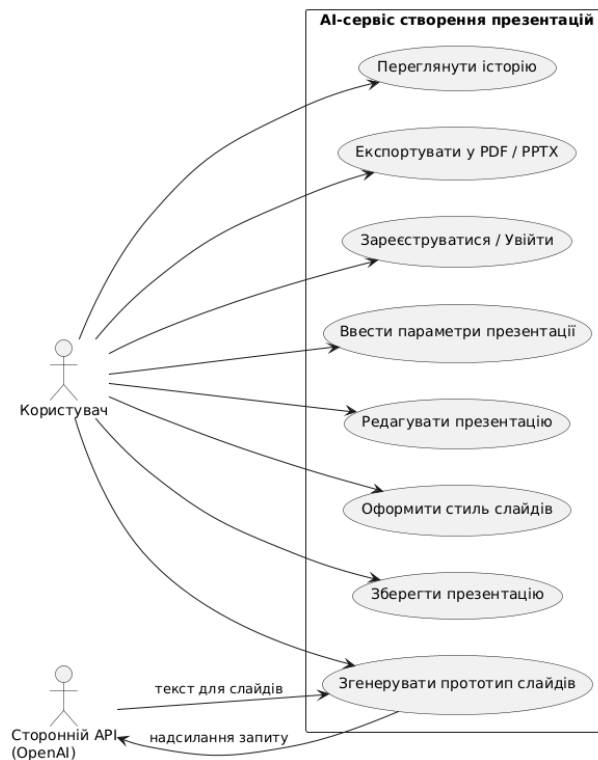 AI-сервіс створення презентацій
Переглянути історію
Експортувати у PDF / PPTX
Зареєструватися / Увійти
Ввести параметри презентації
Користувач
Редагувати презентацію
Оформити стиль слайдів
Зберегти презентацію
Згенерувати прототип слайдів
текст для слайдів
Сторонній API
(OpenAI)
надсилання запиту